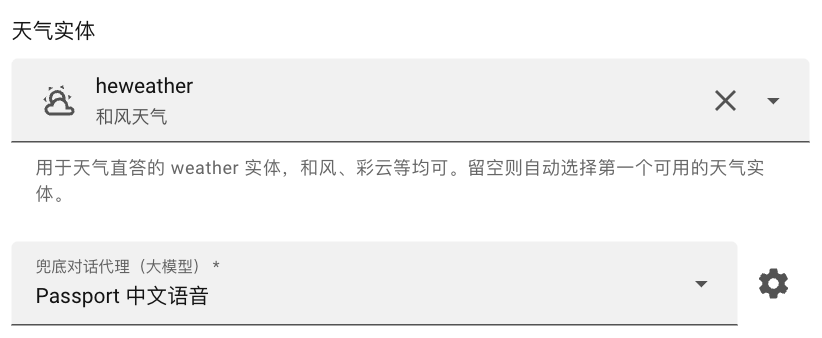 天气实体
heweather
和风天气
用于天气直答的 weather 实体，和风、彩云等均可。留空则自动选择第一个可用的天气实
体。
兜底对话代理（大模型） *
Passport 中文语音